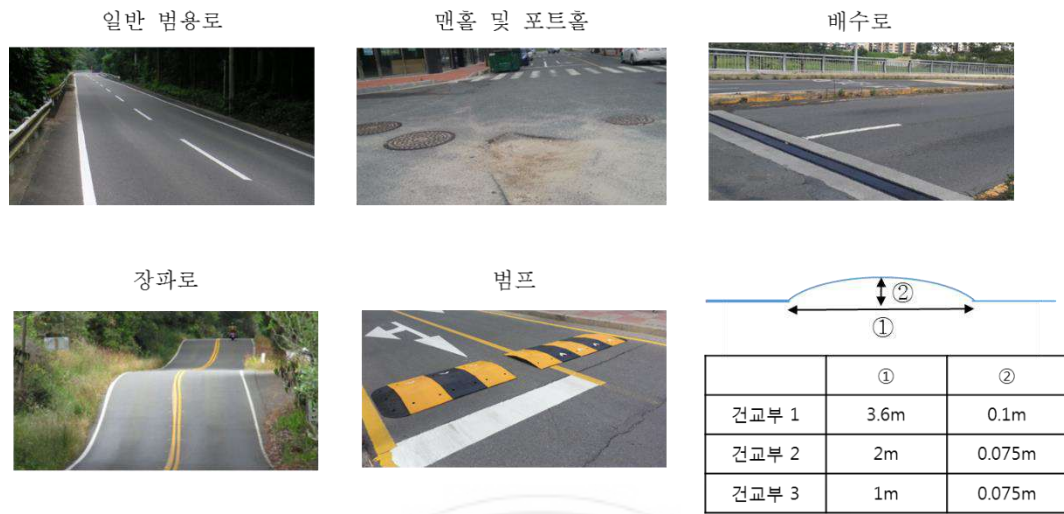 일반 범용로
맨홀 및 포트홀
배수로
장파로
범프
②
①
① ②
건교부 1 3.6m 0.1m
건교부 2 2m 0.075m
건교부 3 1m 0.075m